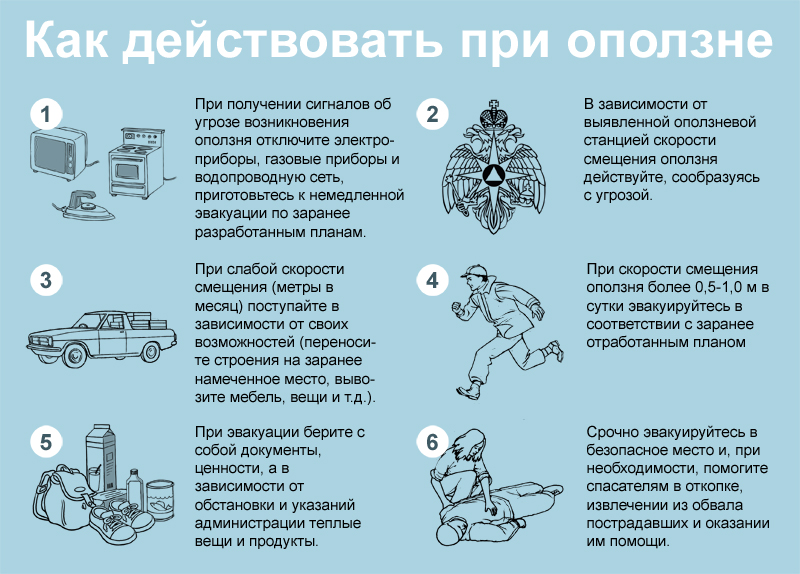 Как действовать при оползне
1
При получении сигналов об
угрозе возникновения
оползня отключите электро-
приборы, газовые приборы и
водопроводную сеть,
приготовьтесь к немедленной
эвакуации по заранее
разработанным планам.
2
В зависимости от
выявленной оползневой
станцией скорости
смещения оползня
действуйте, сообразуясь
с угрозой.
3
При слабой скорости
смещения (метры в
месяц) поступайте в
зависимости от своих
возможностей (переноси-
те строения на заранее
намеченное место, выво-
зите мебель, вещи и т.д.).
4
При скорости смещения
оползня более 0,5-1,0 м в
сутки эвакуируйтесь в
соответствии с заранее
отработанным планом
5
При эвакуации берите с
собой документы,
ценности, а в
зависимости от
обстановки и указаний
администрации теплые
вещи и продукты.
6
Срочно эвакуируйтесь в
безопасное место и, при
необходимости, помогите
спасателям в откопке,
извлечении из обвала
пострадавших и оказании
им помощи.